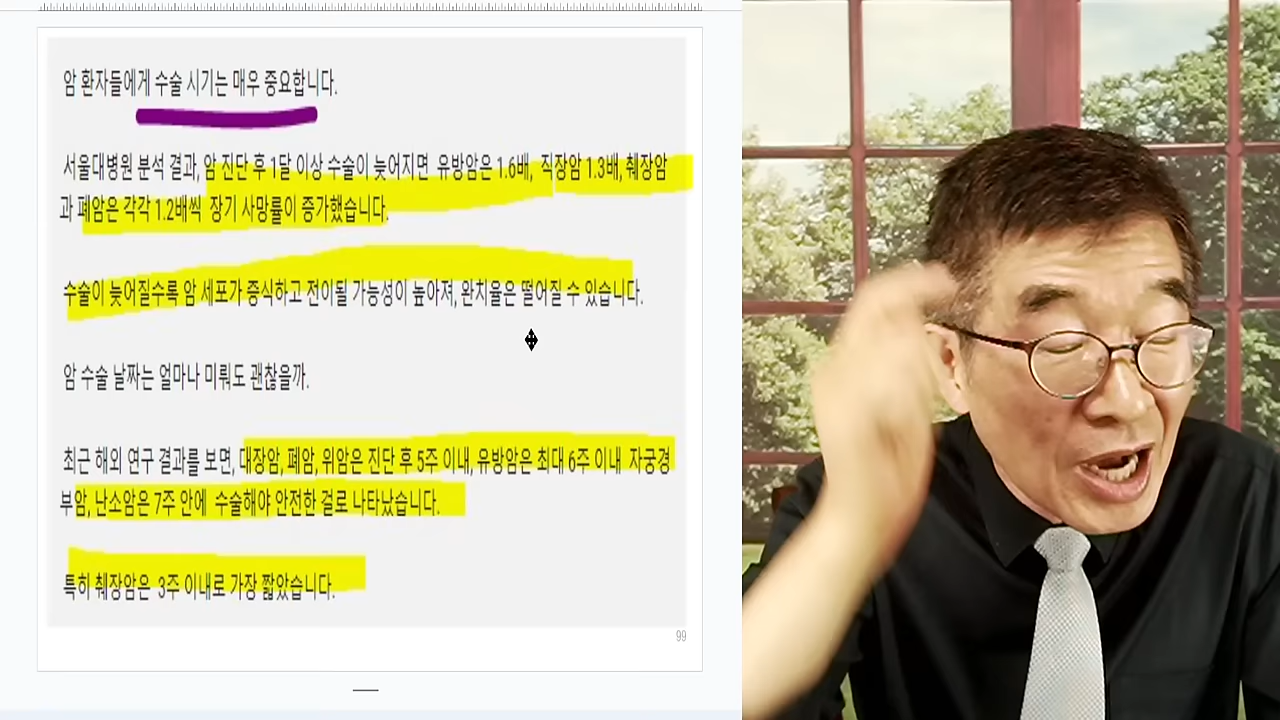 암 환자들에게 수술 시기는 매우 중요합니다.
서울대병원 분석 결과, 암 진단 후 1달 이상 수술이 늦어지면 유방암은 1.6배, 직장암 1.3배, 췌장암
과 폐암은 각각 1.2배씩 장기 사망률이 증가했습니다.
수술이 늦어질수록 암 세포가 증식하고 전이될 가능성이 높아져, 완치율은 떨어질 수 있습니다.
암 수술 날짜는 얼마나 미뤄도 괜찮을까.
최근 해외 연구 결과를 보면, 대장암, 폐암, 위암은 진단 후 5주 이내, 유방암은 최대 6주 이내 자궁경
부암, 난소암은 7주 안에 수술해야 안전한 걸로 나타났습니다.
특히 췌장암은 3주 이내로 가장 짧았습니다.
99